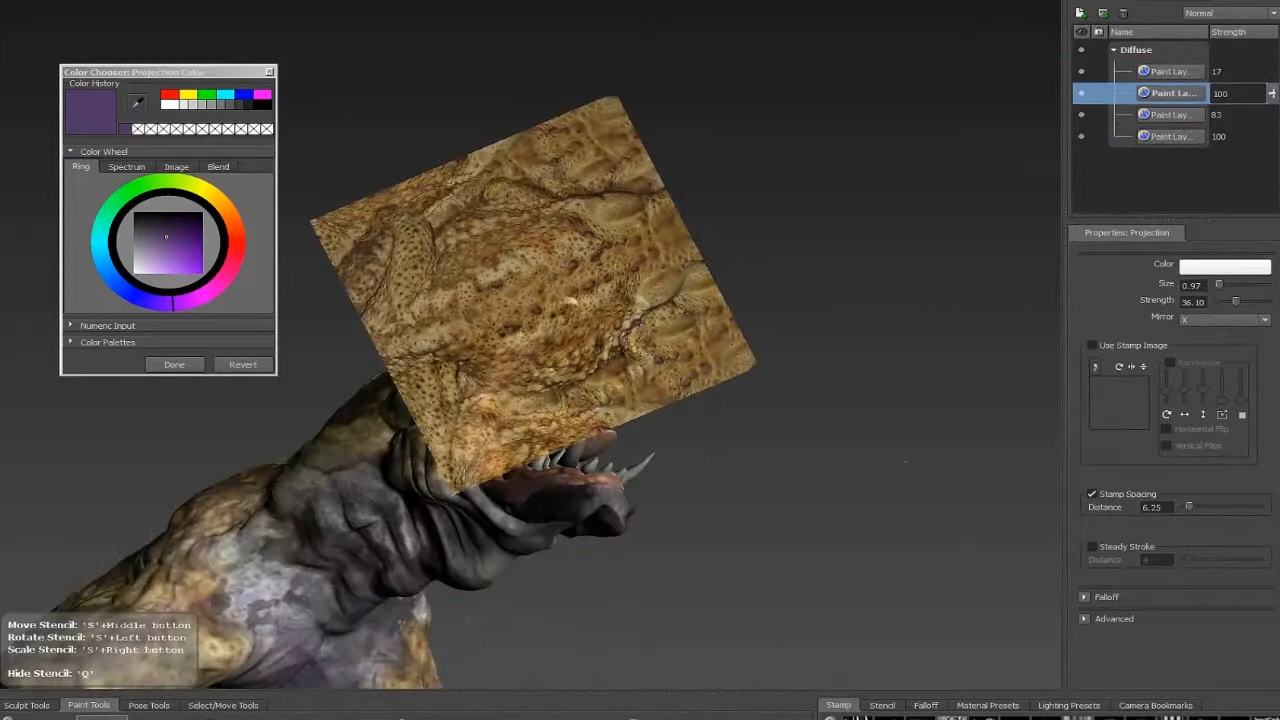 Color Chooser: Projection Color
Color History
Color Wheel
Ring Spectrum Image Blend
Numeric Input
Color Palettes
Done Revert
Normal
Name Strength
Diffuse
Paint Lay... 17
Paint La... 100
Paint Lay... 83
Paint Lay... 100
Properties: Projection
Color
Size 0.97
Strength 36.10
Mirror X
Use Stamp Image
Randomize
Horizontal Flip
Vertical Flips
Stamp Spacing
Distance 6.25
Steady Stroke
Distance 4
Falloff
Advanced
Move Stencil: 'S'+Middle button
Rotate Stencil: 'S'+Left button
Scale Stencil: 'S'+Right button
Hide Stencil: 'Q'
Sculpt Tools Paint Tools Pose Tools Select/Move Tools
Stamp Stencil Falloff Material Presets Lighting Presets Camera Bookmarks